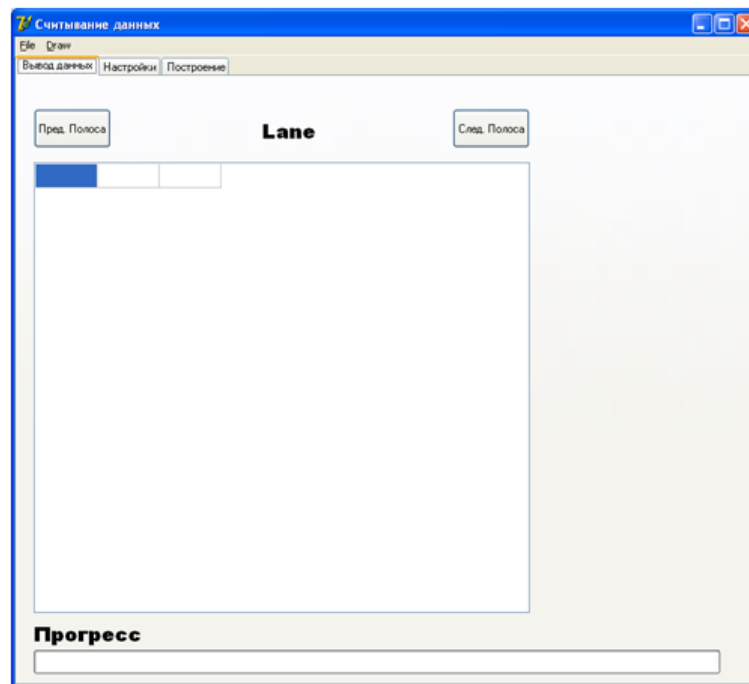 Считывание данных
File Draw
Вывод данных Настройки Построение
Пред. Полоса Lane След. Полоса
Прогресс